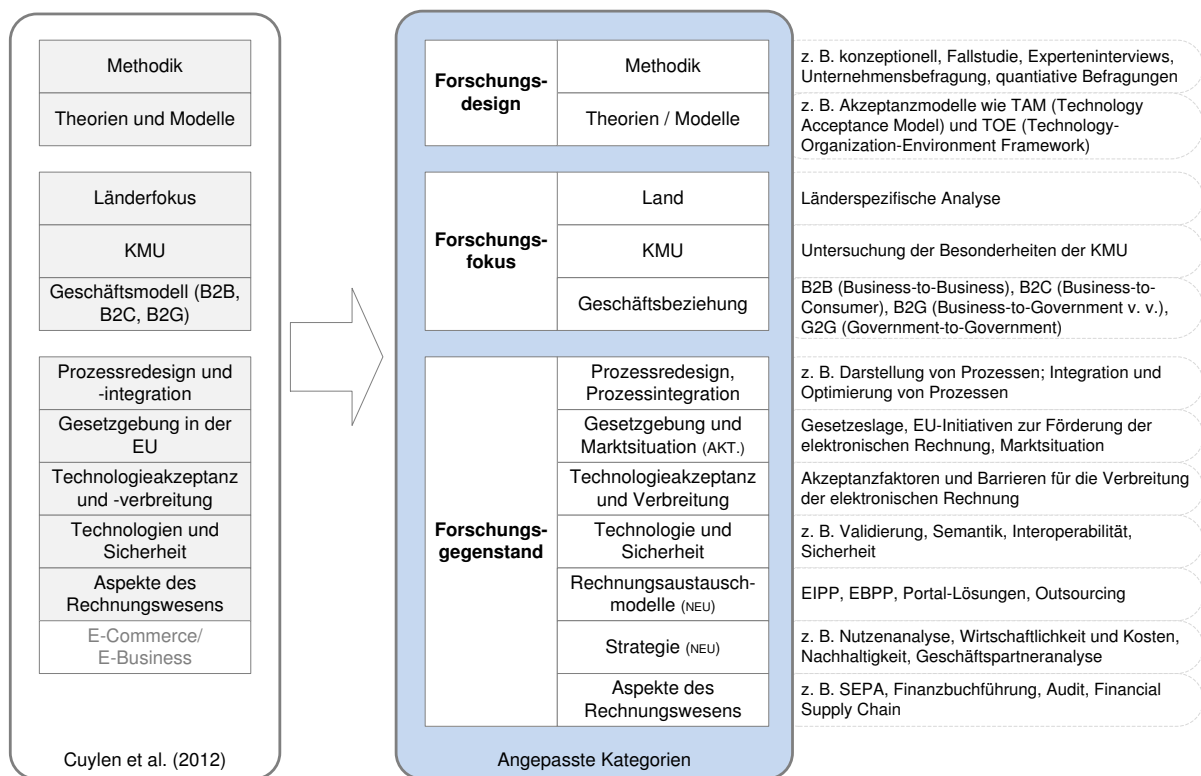 Methodik
Theorien und Modelle
Länderfokus
KMU
Geschäftsmodell (B2B,
B2C, B2G)
Prozessredesign und
-integration
Gesetzgebung in der
EU
Technologieakzeptanz
und -verbreitung
Technologien und
Sicherheit
Aspekte des
Rechnungswesens
E-Commerce/
E-Business
Cuylen et al. (2012)
Forschungs-
design
Methodik
z. B. konzeptionell, Fallstudie, Experteninterviews,
Unternehmensbefragung, quantiative Befragungen
Theorien / Modelle
z. B. Akzeptanzmodelle wie TAM (Technology
Acceptance Model) und TOE (Technology-
Organization-Environment Framework)
Forschungs-
fokus
Land
Länderspezifische Analyse
KMU
Untersuchung der Besonderheiten der KMU
Geschäftsbeziehung
B2B (Business-to-Business), B2C (Business-to-
Consumer), B2G (Business-to-Government v. v.),
G2G (Government-to-Government)
Forschungs-
gegenstand
Prozessredesign,
Prozessintegration
z. B. Darstellung von Prozessen; Integration und
Optimierung von Prozessen
Gesetzgebung und
Marktsituation (AKT.)
Gesetzeslage, EU-Initiativen zur Förderung der
elektronischen Rechnung, Marktsituation
Technologieakzeptanz
und Verbreitung
Akzeptanzfaktoren und Barrieren für die Verbreitung
der elektronischen Rechnung
Technologie und
Sicherheit
z. B. Validierung, Semantik, Interoperabilität,
Sicherheit
Rechnungsaustausch-
modelle (NEU)
EIPP, EBPP, Portal-Lösungen, Outsourcing
Strategie (NEU)
z. B. Nutzenanalyse, Wirtschaftlichkeit und Kosten,
Nachhaltigkeit, Geschäftspartneranalyse
Aspekte des
Rechnungswesens
z. B. SEPA, Finanzbuchführung, Audit, Financial
Supply Chain
Angepasste Kategorien